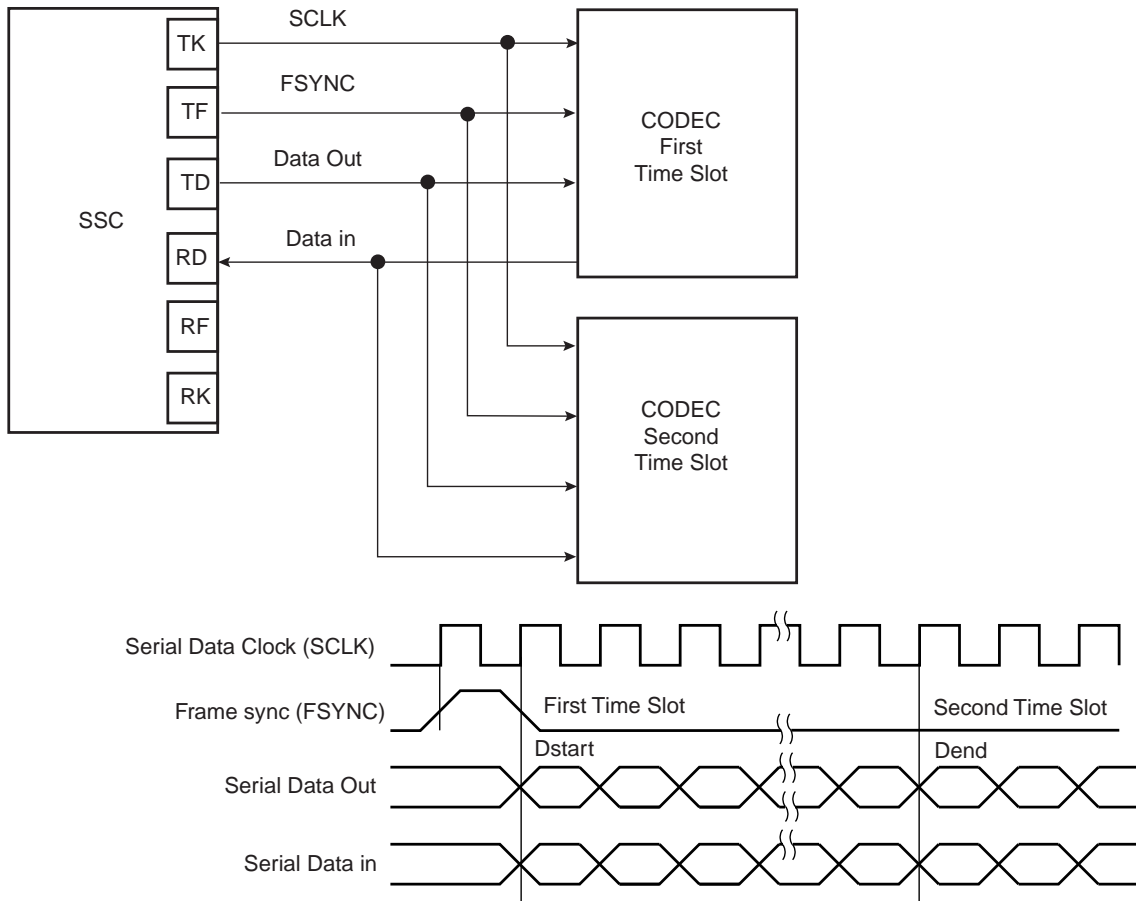 SSC
TK
TF
TD
RD
RF
RK
SCLK
FSYNC
Data Out
Data in
CODEC
First
Time Slot
CODEC
Second
Time Slot
Serial Data Clock (SCLK)
Frame sync (FSYNC)
First Time Slot
Second Time Slot
Dstart
Dend
Serial Data Out
Serial Data in